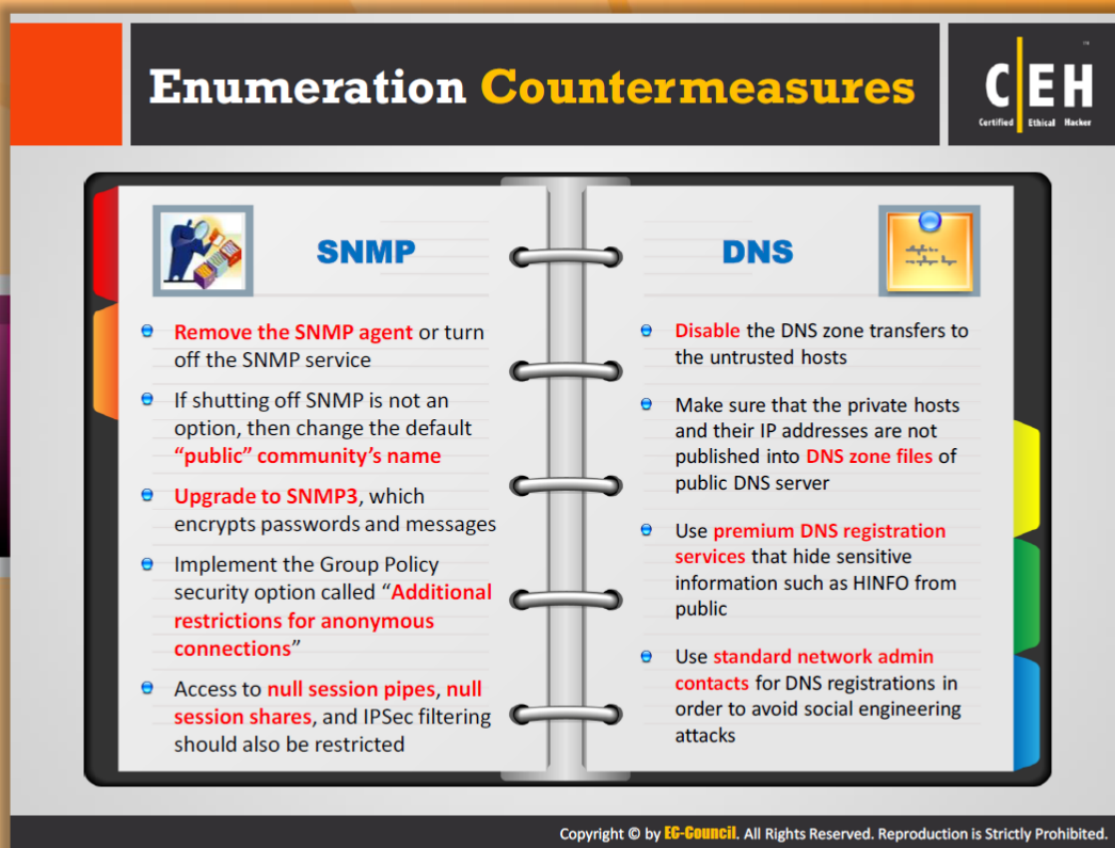 Enumeration Countermeasures
™
C|EH
Certified Ethical Hacker
SNMP
Remove the SNMP agent or turn
off the SNMP service
If shutting off SNMP is not an
option, then change the default
“public” community’s name
Upgrade to SNMP3, which
encrypts passwords and messages
Implement the Group Policy
security option called “Additional
restrictions for anonymous
connections”
Access to null session pipes, null
session shares, and IPSec filtering
should also be restricted
DNS
Disable the DNS zone transfers to
the untrusted hosts
Make sure that the private hosts
and their IP addresses are not
published into DNS zone files of
public DNS server
Use premium DNS registration
services that hide sensitive
information such as HINFO from
public
Use standard network admin
contacts for DNS registrations in
order to avoid social engineering
attacks
Copyright © by EC-Council. All Rights Reserved. Reproduction is Strictly Prohibited.